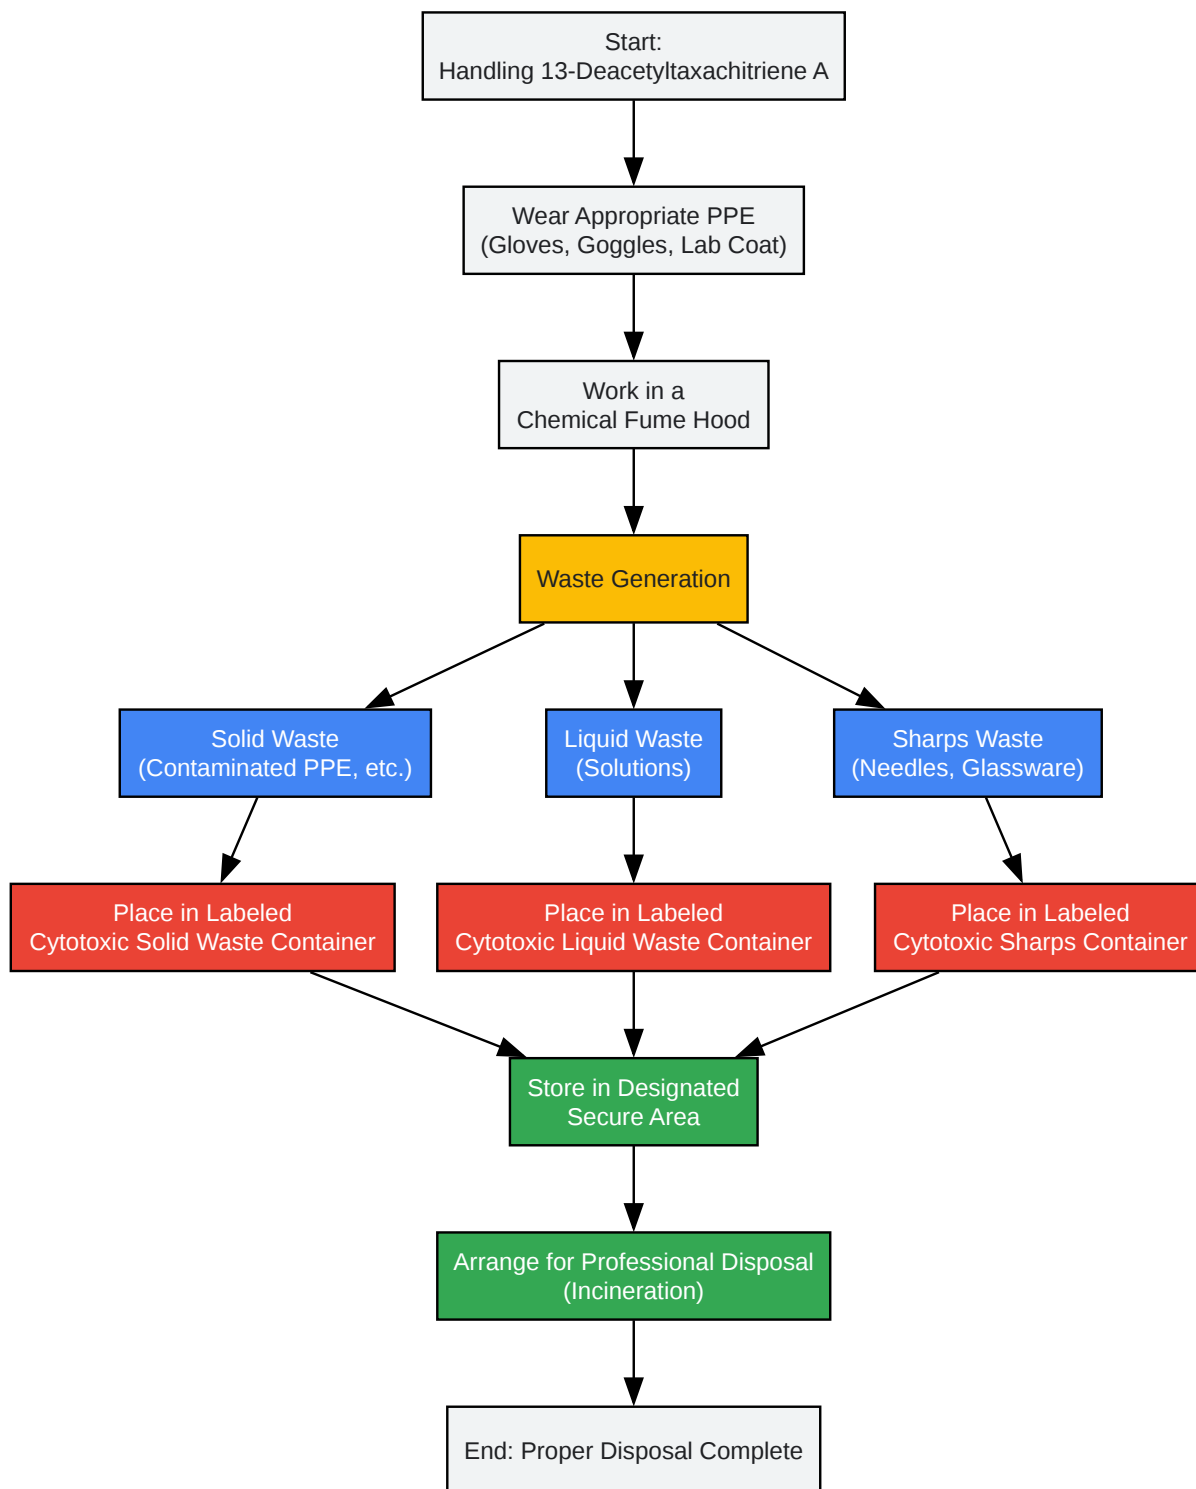 Start:
Handling 13-Deacetyltaxachitriene A
Wear Appropriate PPE
(Gloves, Goggles, Lab Coat)
Work in a
Chemical Fume Hood
Waste Generation
Solid Waste
(Contaminated PPE, etc.)
Liquid Waste
(Solutions)
Sharps Waste
(Needles, Glassware)
Place in Labeled
Cytotoxic Solid Waste Container
Place in Labeled
Cytotoxic Liquid Waste Container
Place in Labeled
Cytotoxic Sharps Container
Store in Designated
Secure Area
Arrange for Professional Disposal
(Incineration)
End: Proper Disposal Complete